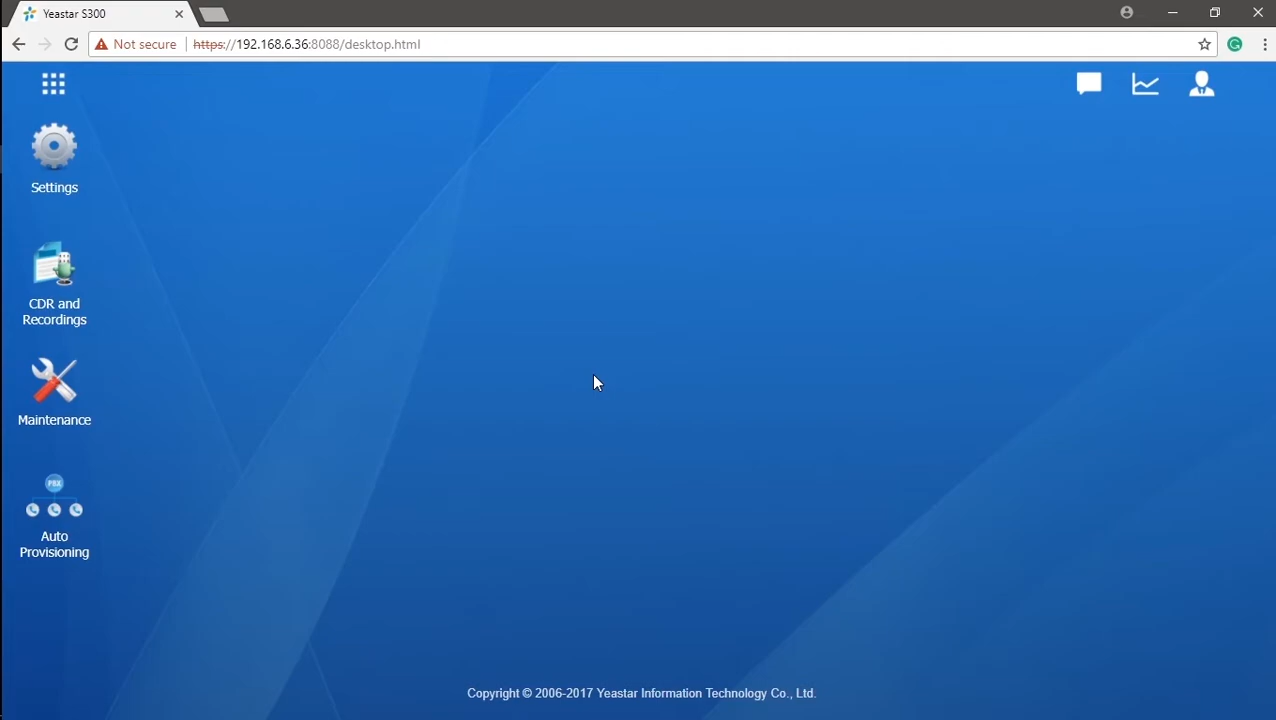 Yeastar S300
Not secure
https://192.168.6.36:8088/desktop.html
Settings
CDR and
Recordings
Maintenance
PBX
Auto
Provisioning
Copyright © 2006-2017 Yeastar Information Technology Co., Ltd.